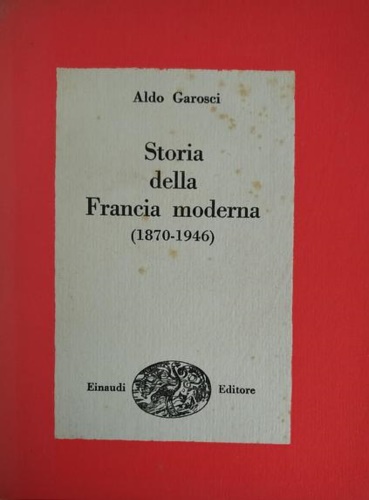 Aldo Garosci
Storia
della
Francia moderna
(1870-1946)
Einaudi Editore